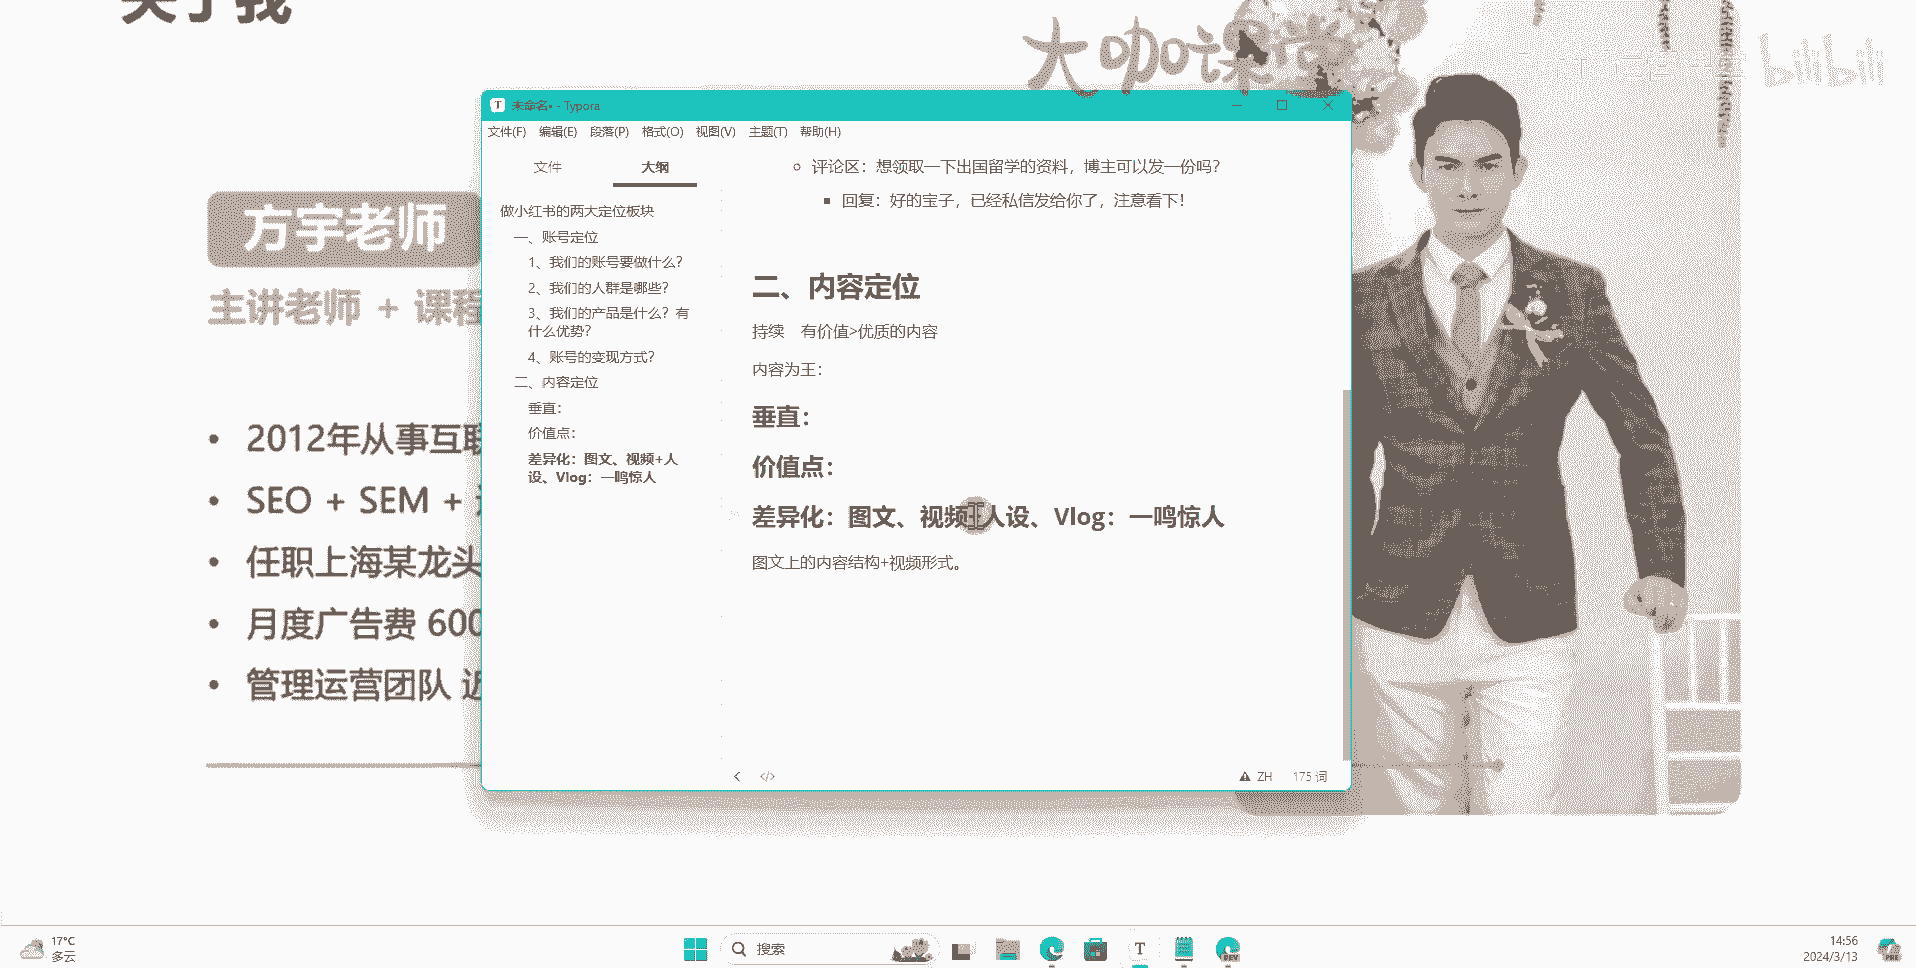 关于我
大咖课堂
bilibili
方宇老师
主讲老师 + 课程
2012年从事互联
SEO + SEM +
任职上海某龙头
月度广告费 600
管理运营团队 近
未命名• - Typora
文件(F) 编辑(E) 段落(P) 格式(O) 视图(V) 主题(T) 帮助(H)
文件 大纲
做小红书的两大定位板块
一、账号定位
1、我们的账号要做什么？
2、我们的人群是哪些？
3、我们的产品是什么？有
什么优势？
4、账号的变现方式？
二、内容定位
垂直：
价值点：
差异化：图文、视频+人
设、Vlog：一鸣惊人
评论区：想领取一下出国留学的资料，博主可以发一份吗？
回复：好的宝子，已经私信发给你了，注意看下！
二、内容定位
持续 有价值>优质的内容
内容为王：
垂直：
价值点：
差异化：图文、视频+人设、Vlog：一鸣惊人
图文上的内容结构+视频形式。
ZH 175 词
17°C
多云
搜索
14:56
2024/3/13